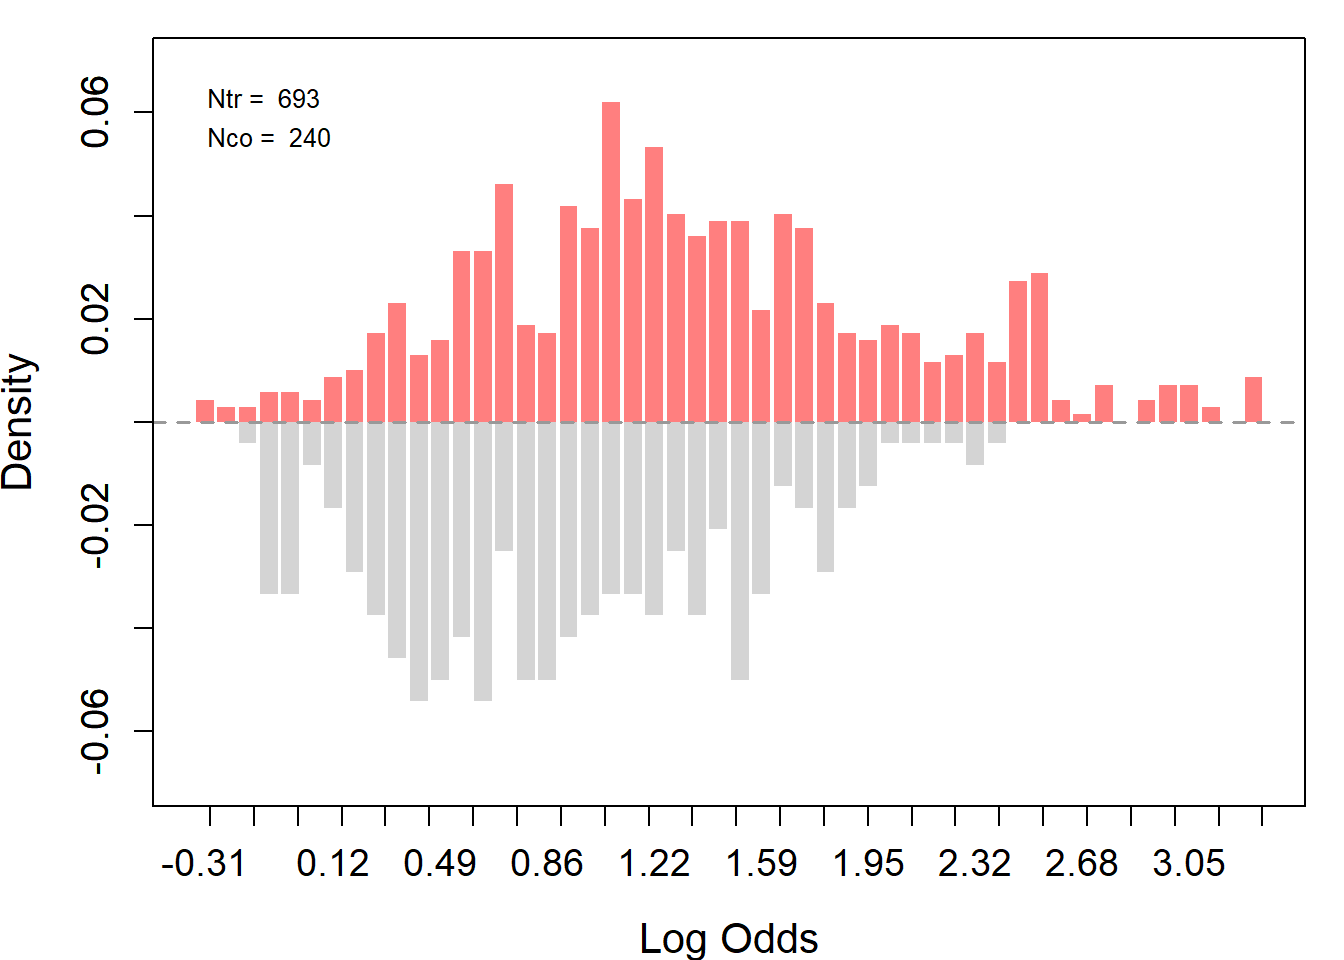 Ntr = 693
Nco = 240
0.06
0.02
-0.02
-0.06
Density
-0.31 0.12 0.49 0.86 1.22 1.59 1.95 2.32 2.68 3.05
Log Odds